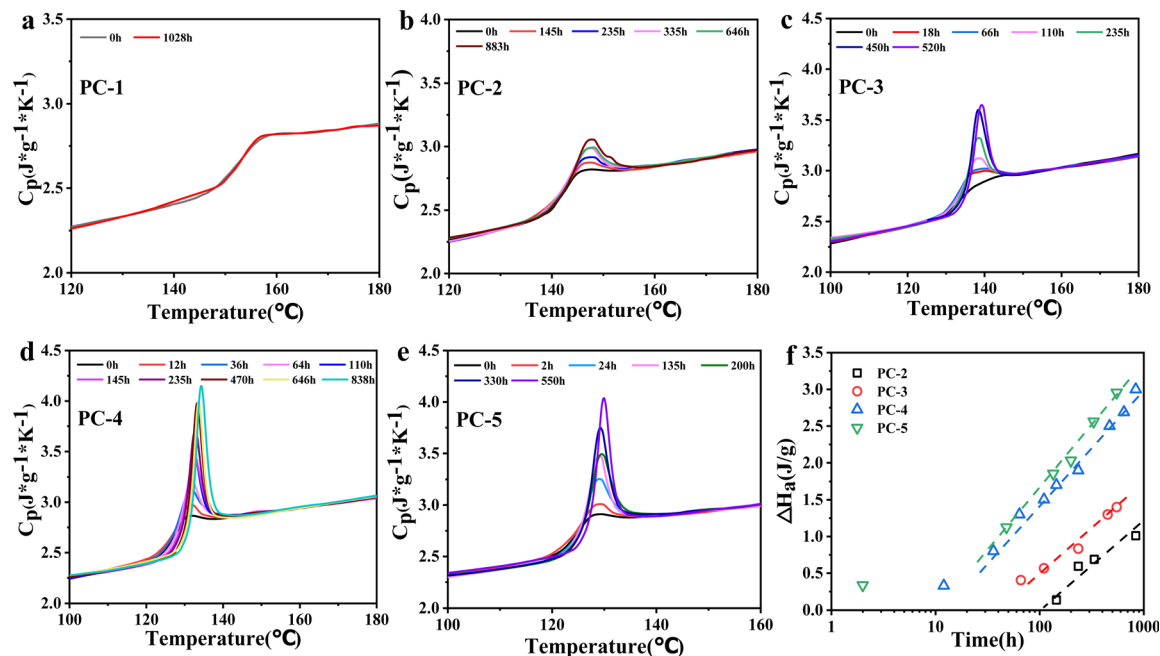 a
3.5
3.0
2.5
2.0
Cp(J*g⁻¹*K⁻¹)
0h 1028h
PC-1
120 140 160 180
Temperature(℃)
b
4.0
3.5
3.0
2.5
2.0
Cp(J*g⁻¹*K⁻¹)
0h 145h 235h 335h 646h
883h
PC-2
120 140 160 180
Temperature(℃)
c
4.5
4.0
3.5
3.0
2.5
2.0
Cp(J*g⁻¹*K⁻¹)
0h 18h 66h 110h 235h
450h 520h
PC-3
100 120 140 160 180
Temperature(℃)
d
4.5
4.0
3.5
3.0
2.5
2.0
Cp(J*g⁻¹*K⁻¹)
0h 12h 36h 64h 110h
145h 235h 470h 646h 838h
PC-4
100 120 140 160 180
Temperature(℃)
e
4.5
4.0
3.5
3.0
2.5
2.0
Cp(J*g⁻¹*K⁻¹)
0h 2h 24h 135h 200h
330h 550h
PC-5
100 120 140 160
Temperature(℃)
f
3.5
3.0
2.5
2.0
1.5
1.0
0.5
0.0
ΔHa(J/g)
PC-2
PC-3
PC-4
PC-5
1 10 100 1000
Time(h)